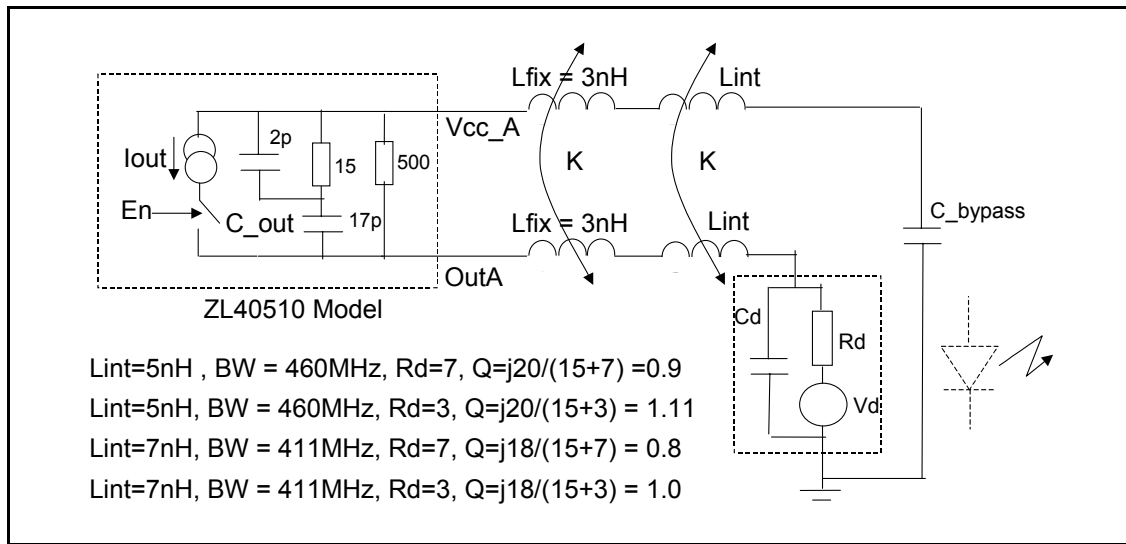 Lfix = 3nH
Lint
Vcc_A
2p
15
500
Iout
K
K
En
C_out
17p
Lfix = 3nH
Lint
C_bypass
OutA
ZL40510 Model
Cd
Rd
Vd
Lint=5nH , BW = 460MHz, Rd=7, Q=j20/(15+7) =0.9
Lint=5nH, BW = 460MHz, Rd=3, Q=j20/(15+3) = 1.11
Lint=7nH, BW = 411MHz, Rd=7, Q=j18/(15+7) = 0.8
Lint=7nH, BW = 411MHz, Rd=3, Q=j18/(15+3) = 1.0